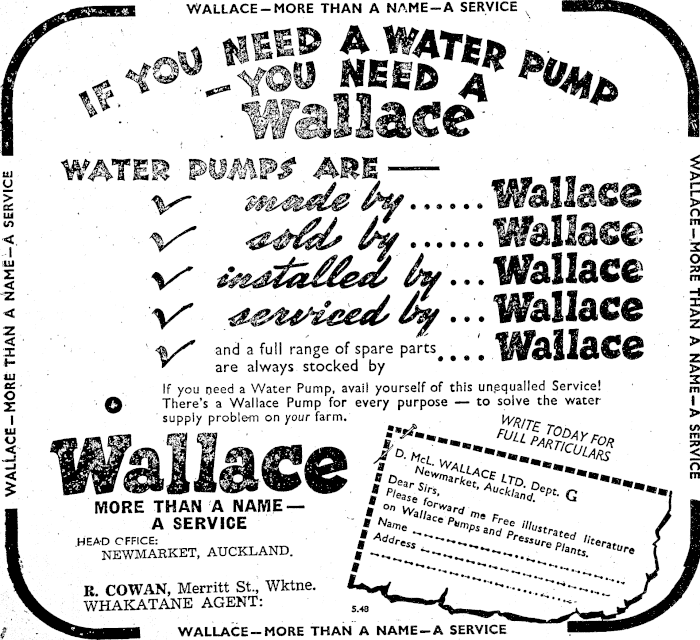 WALLACE—MORE THAN A NAME—A SERVICE
IF YOU NEED A WATER PUMP
—YOU NEED A
Wallace
WATER PUMPS ARE—
made by ...... Wallace
sold by ...... Wallace
installed by ... Wallace
serviced by ... Wallace
and a full range of spare parts
are always stocked by .... Wallace
If you need a Water Pump, avail yourself of this unequalled Service!
There's a Wallace Pump for every purpose — to solve the water
supply problem on your farm.
Wallace
MORE THAN A NAME—
A SERVICE
HEAD OFFICE:
NEWMARKET, AUCKLAND.
R. COWAN, Merritt St., Wktne.
WHAKATANE AGENT:
WRITE TODAY FOR
FULL PARTICULARS
D. McL. WALLACE LTD. Dept. G
Newmarket, Auckland.
Dear Sirs,
Please forward me Free illustrated literature
on Wallace Pumps and Pressure Plants.
Name
Address
5.48
WALLACE—MORE THAN A NAME—A SERVICE
WALLACE—MORE THAN A NAME—A SERVICE
WALLACE—MORE THAN A NAME—A SERVICE